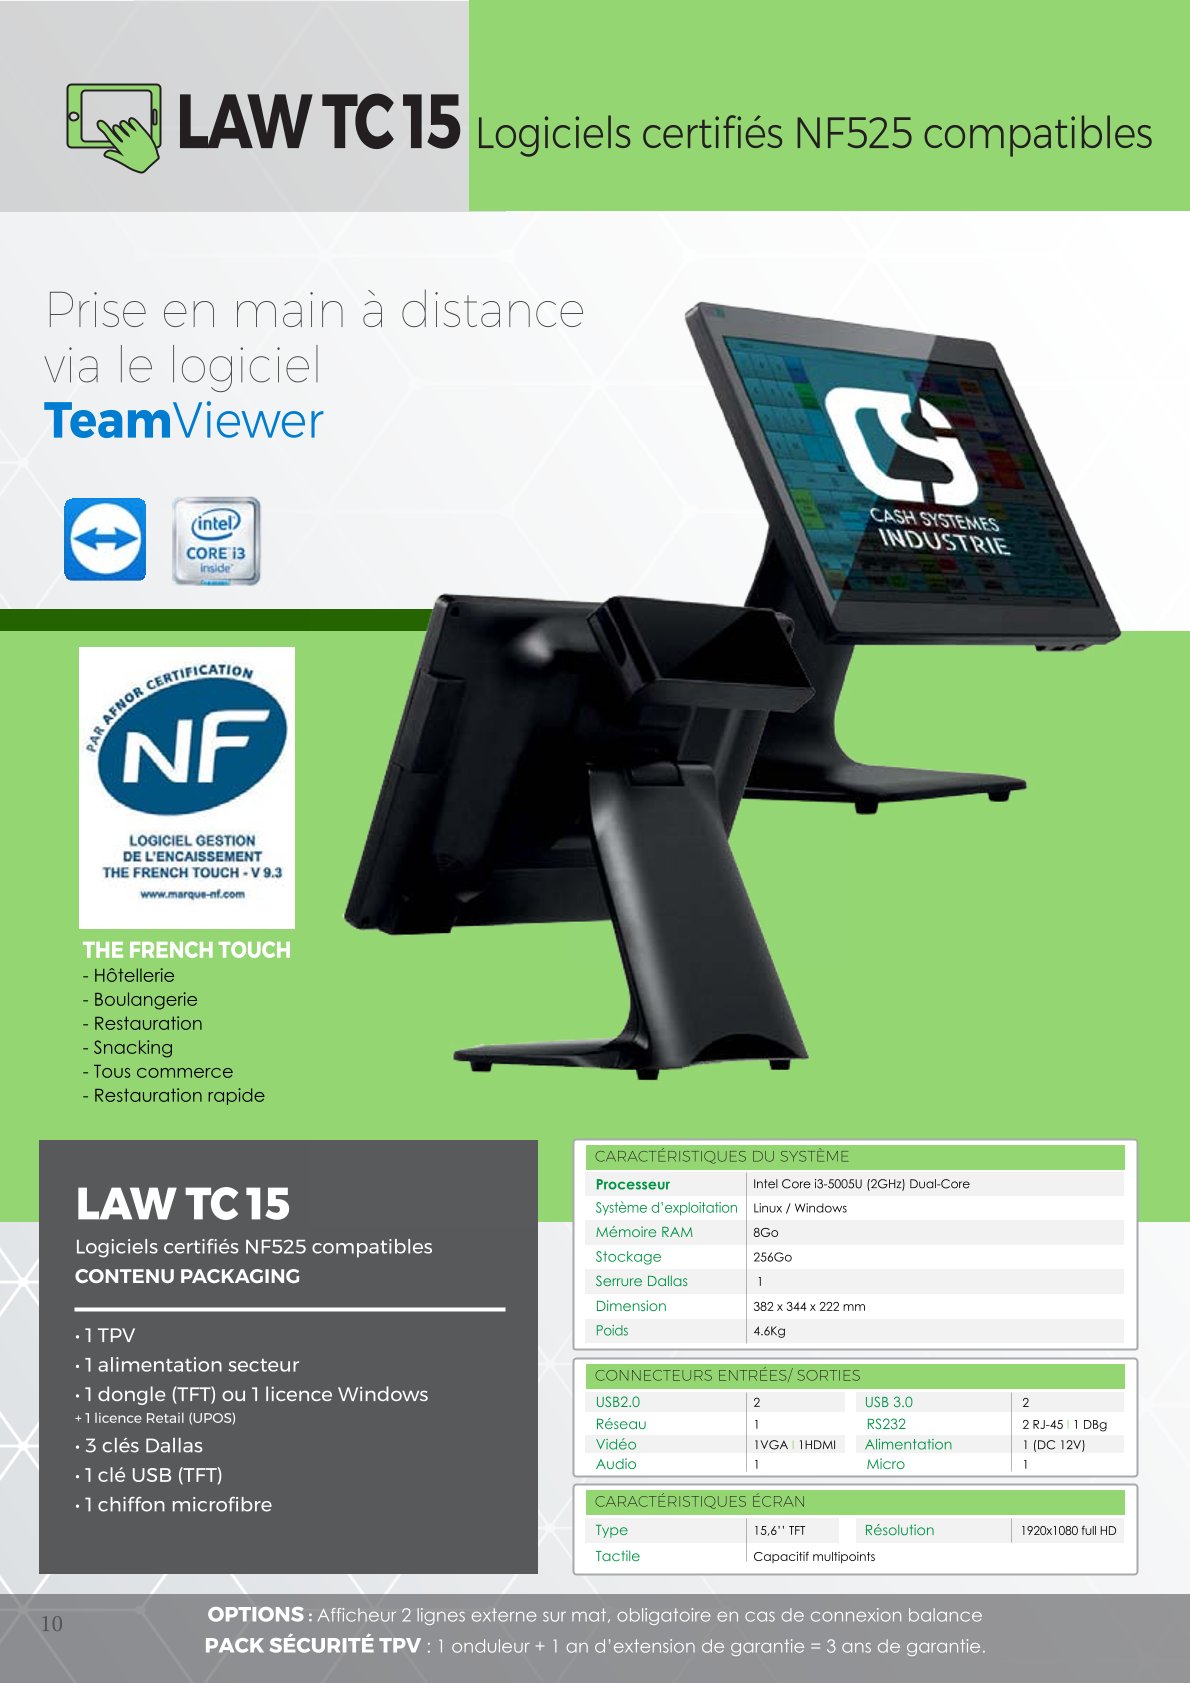 LAW TC 15 Logiciels certifiés NF525 compatibles
Prise en main à distance
via le logiciel
TeamViewer
intel
CORE i3
inside
CASH SYSTEMES
INDUSTRIE
PAR AFNOR CERTIFICATION
NF
LOGICIEL GESTION
DE L'ENCAISSEMENT
THE FRENCH TOUCH - V 9.3
www.marque-nf.com
THE FRENCH TOUCH
- Hôtellerie
- Boulangerie
- Restauration
- Snacking
- Tous commerce
- Restauration rapide
LAW TC 15
Logiciels certifiés NF525 compatibles
CONTENU PACKAGING
• 1 TPV
• 1 alimentation secteur
• 1 dongle (TFT) ou 1 licence Windows
+ 1 licence Retail (UPOS)
• 3 clés Dallas
• 1 clé USB (TFT)
• 1 chiffon microfibre
CARACTÉRISTIQUES DU SYSTÈME
Processeur Intel Core i3-5005U (2GHz) Dual-Core
Système d'exploitation Linux / Windows
Mémoire RAM 8Go
Stockage 256Go
Serrure Dallas 1
Dimension 382 x 344 x 222 mm
Poids 4.6Kg
CONNECTEURS ENTRÉES/ SORTIES
USB2.0 2 USB 3.0 2
Réseau 1 RS232 2 RJ-45 | 1 DBg
Vidéo 1VGA | 1HDMI Alimentation 1 (DC 12V)
Audio 1 Micro 1
CARACTÉRISTIQUES ÉCRAN
Type 15,6'' TFT Résolution 1920x1080 full HD
Tactile Capacitif multipoints
10
OPTIONS : Afficheur 2 lignes externe sur mat, obligatoire en cas de connexion balance
PACK SÉCURITÉ TPV : 1 onduleur + 1 an d'extension de garantie = 3 ans de garantie.